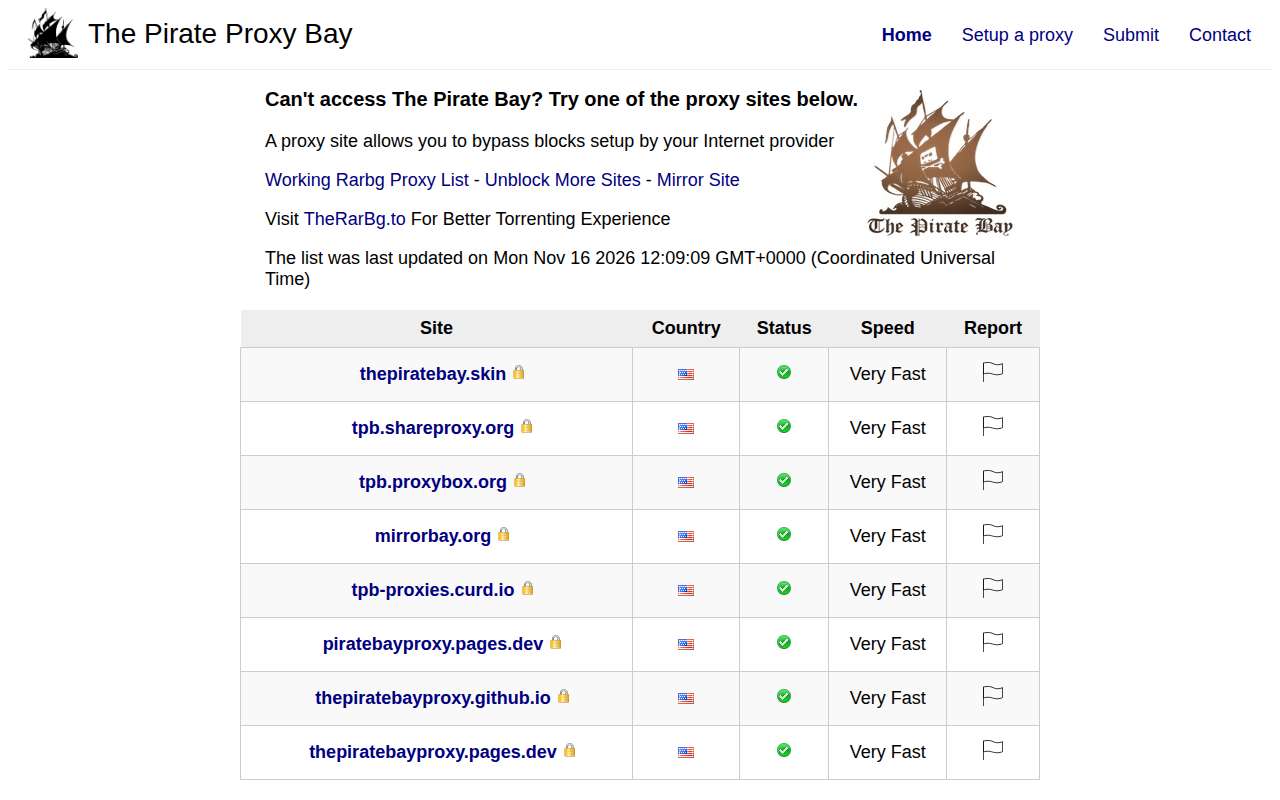 The Pirate Proxy Bay
Home Setup a proxy Submit Contact
Can't access The Pirate Bay? Try one of the proxy sites below.
A proxy site allows you to bypass blocks setup by your Internet provider
Working Rarbg Proxy List - Unblock More Sites - Mirror Site
Visit TheRarBg.to For Better Torrenting Experience
The Pirate Bay
The list was last updated on Mon Nov 16 2026 12:09:09 GMT+0000 (Coordinated Universal
Time)
Site Country Status Speed Report
thepiratebay.skin Very Fast
tpb.shareproxy.org Very Fast
tpb.proxybox.org Very Fast
mirrorbay.org Very Fast
tpb-proxies.curd.io Very Fast
piratebayproxy.pages.dev Very Fast
thepiratebayproxy.github.io Very Fast
thepiratebayproxy.pages.dev Very Fast